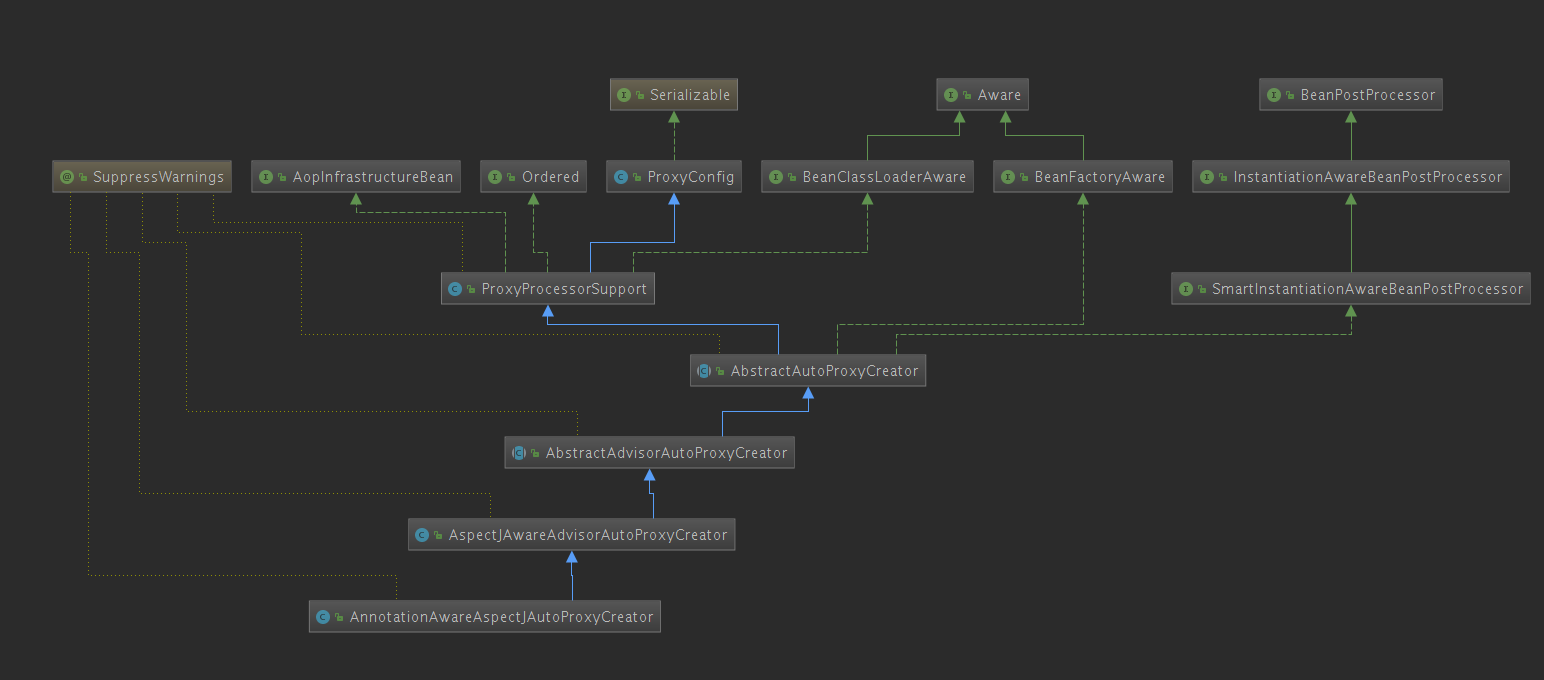 Serializable
Aware
BeanPostProcessor
SuppressWarnings
AopInfrastructureBean
Ordered
ProxyConfig
BeanClassLoaderAware
BeanFactoryAware
InstantiationAwareBeanPostProcessor
ProxyProcessorSupport
SmartInstantiationAwareBeanPostProcessor
AbstractAutoProxyCreator
AbstractAdvisorAutoProxyCreator
AspectJAwareAdvisorAutoProxyCreator
AnnotationAwareAspectJAutoProxyCreator